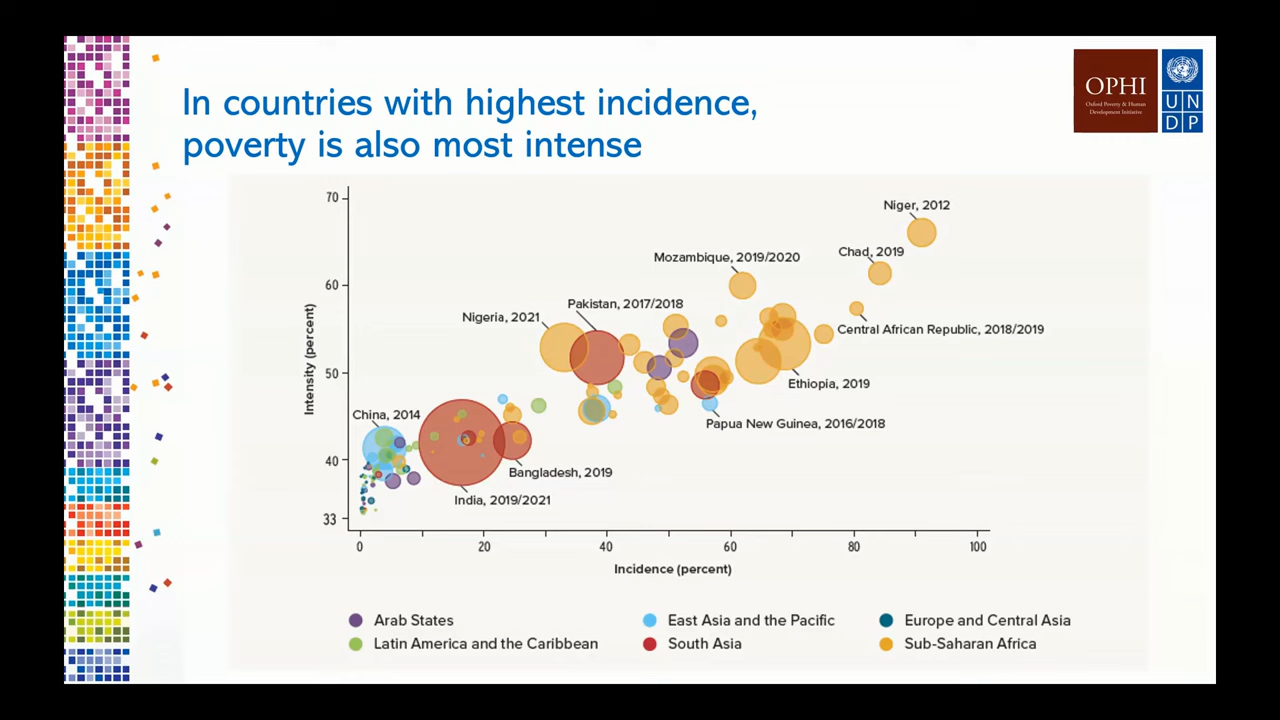 In countries with highest incidence,
poverty is also most intense
OPHI
Oxford Poverty & Human
Development Initiative
U N
D P
70
60
50
40
33
Intensity (percent)
Niger, 2012
Chad, 2019
Mozambique, 2019/2020
Pakistan, 2017/2018
Nigeria, 2021
Central African Republic, 2018/2019
Ethiopia, 2019
China, 2014
Papua New Guinea, 2016/2018
Bangladesh, 2019
India, 2019/2021
0 20 40 60 80 100
Incidence (percent)
Arab States
East Asia and the Pacific
Europe and Central Asia
Latin America and the Caribbean
South Asia
Sub-Saharan Africa